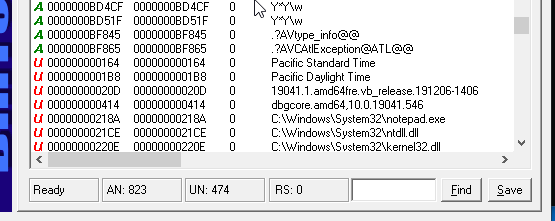 A 0000000BD4CF 0000000BD4CF 0 Y*Y\w
A 0000000BD51F 0000000BD51F 0 Y*Y\w
A 0000000BF845 0000000BF845 0 .?AVtype_info@@
A 0000000BF865 0000000BF865 0 .?AVCAtlException@ATL@@
U 000000000164 000000000164 0 Pacific Standard Time
U 0000000001B8 0000000001B8 0 Pacific Daylight Time
U 00000000020D 00000000020D 0 19041.1.amd64fre.vb_release.191206-1406
U 000000000414 000000000414 0 dbgcore.amd64,10.0.19041.546
U 00000000218A 00000000218A 0 C:\Windows\System32\notepad.exe
U 0000000021CE 0000000021CE 0 C:\Windows\System32\ntdll.dll
U 00000000220E 00000000220E 0 C:\Windows\System32\kernel32.dll
Ready AN: 823 UN: 474 RS: 0 Find Save